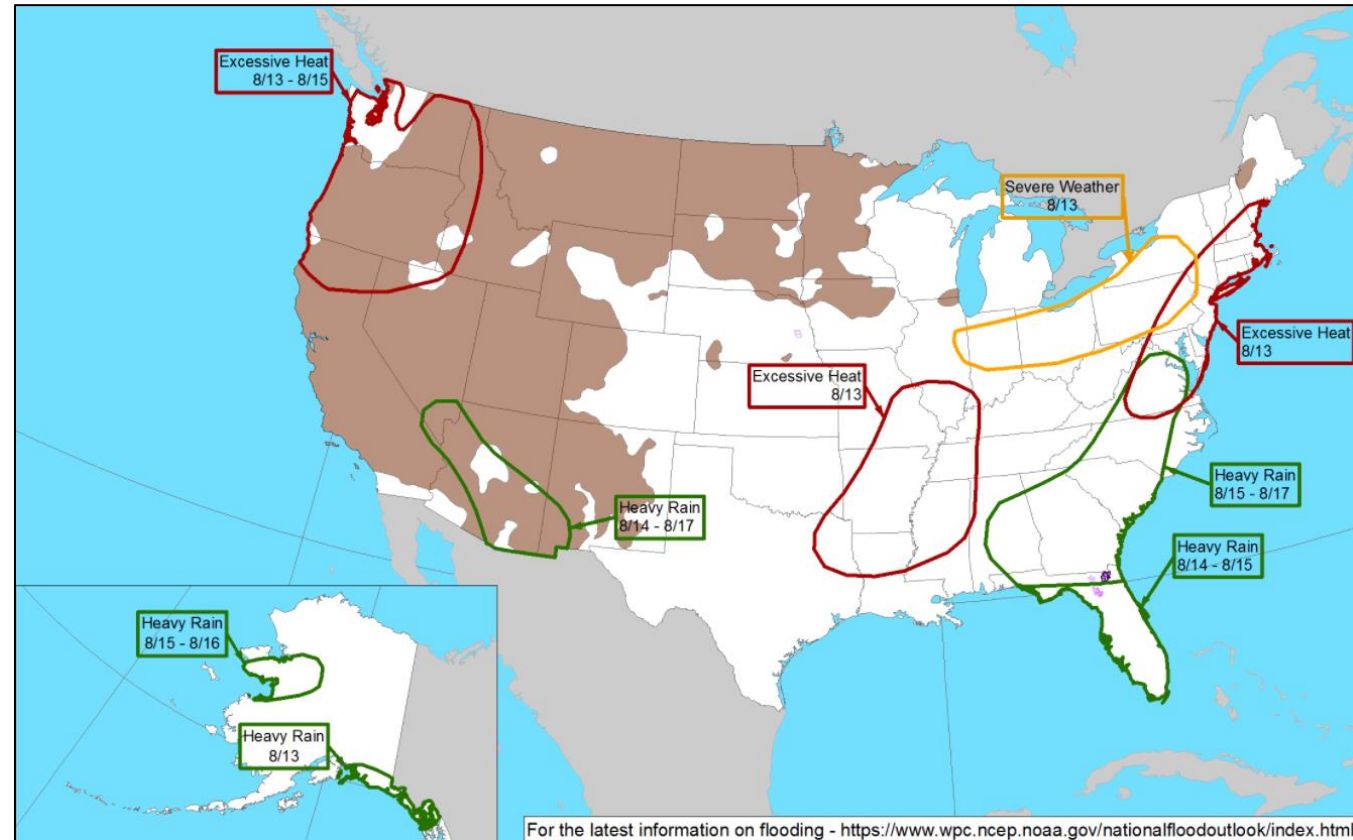 Excessive Heat
8/13 - 8/15
Severe Weather
8/13
Excessive Heat
8/13
Excessive Heat
8/13
Heavy Rain
8/15 - 8/17
Heavy Rain
8/14 - 8/17
Heavy Rain
8/14 - 8/15
Heavy Rain
8/15 - 8/16
Heavy Rain
8/13
For the latest information on flooding - https://www.wpc.ncep.noaa.gov/nationalfloodoutlook/index.html